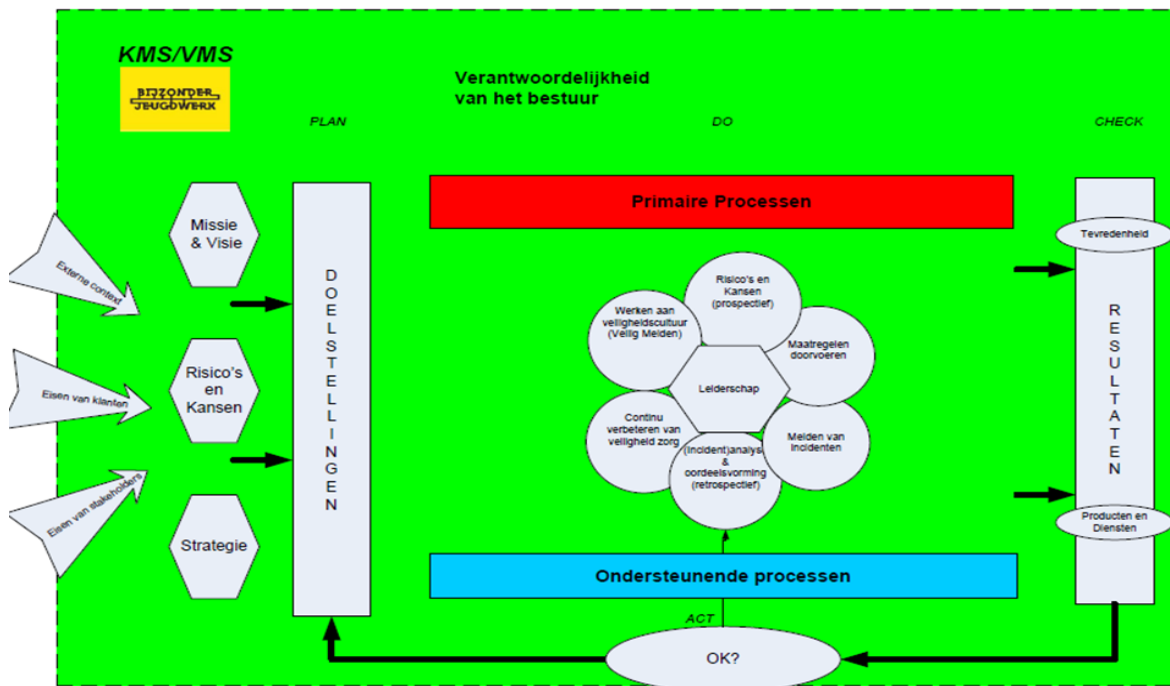 KMS/VMS
BIJZONDER
JEUGDWERK
Verantwoordelijkheid
van het bestuur
PLAN
DO
CHECK
Externe context
Eisen van klanten
Eisen van stakeholders
Missie
& Visie
Risico's
en
Kansen
Strategie
DOELSTELLINGEN
Primaire Processen
Risico's en
Kansen
(prospectief)
Werken aan
veiligheidscultuur
(Veilig Melden)
Maatregelen
doorvoeren
Leiderschap
Continu
verbeteren van
veiligheid zorg
Melden van
Incidenten
(Incident)analys
&
oordeelsvorming
(retrospectief)
Ondersteunende processen
ACT
OK?
Tevredenheid
RESULTATEN
Producten en
Diensten